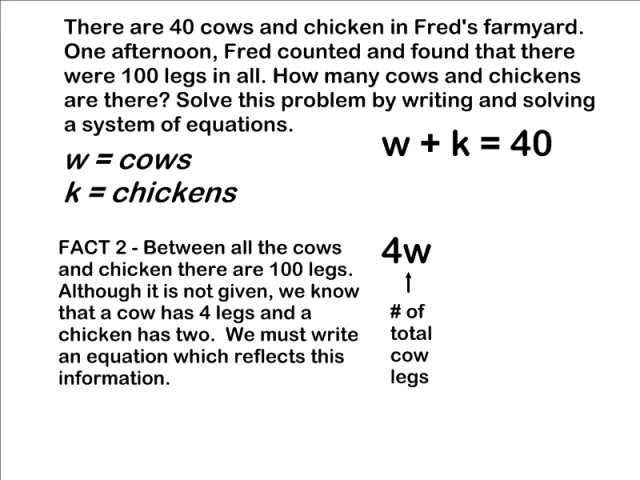 There are 40 cows and chicken in Fred's farmyard.
One afternoon, Fred counted and found that there
were 100 legs in all. How many cows and chickens
are there? Solve this problem by writing and solving
a system of equations.
w + k = 40
w = cows
k = chickens
FACT 2 - Between all the cows
and chicken there are 100 legs.
Although it is not given, we know
that a cow has 4 legs and a
chicken has two.  We must write
an equation which reflects this
information.
4w
# of
total
cow
legs